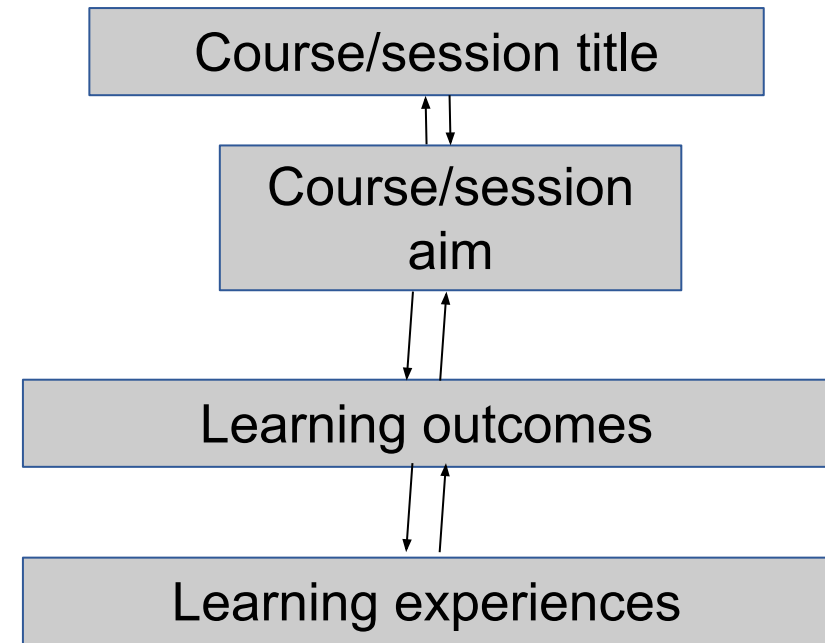 Course/session title
Course/session
aim
Learning outcomes
Learning experiences